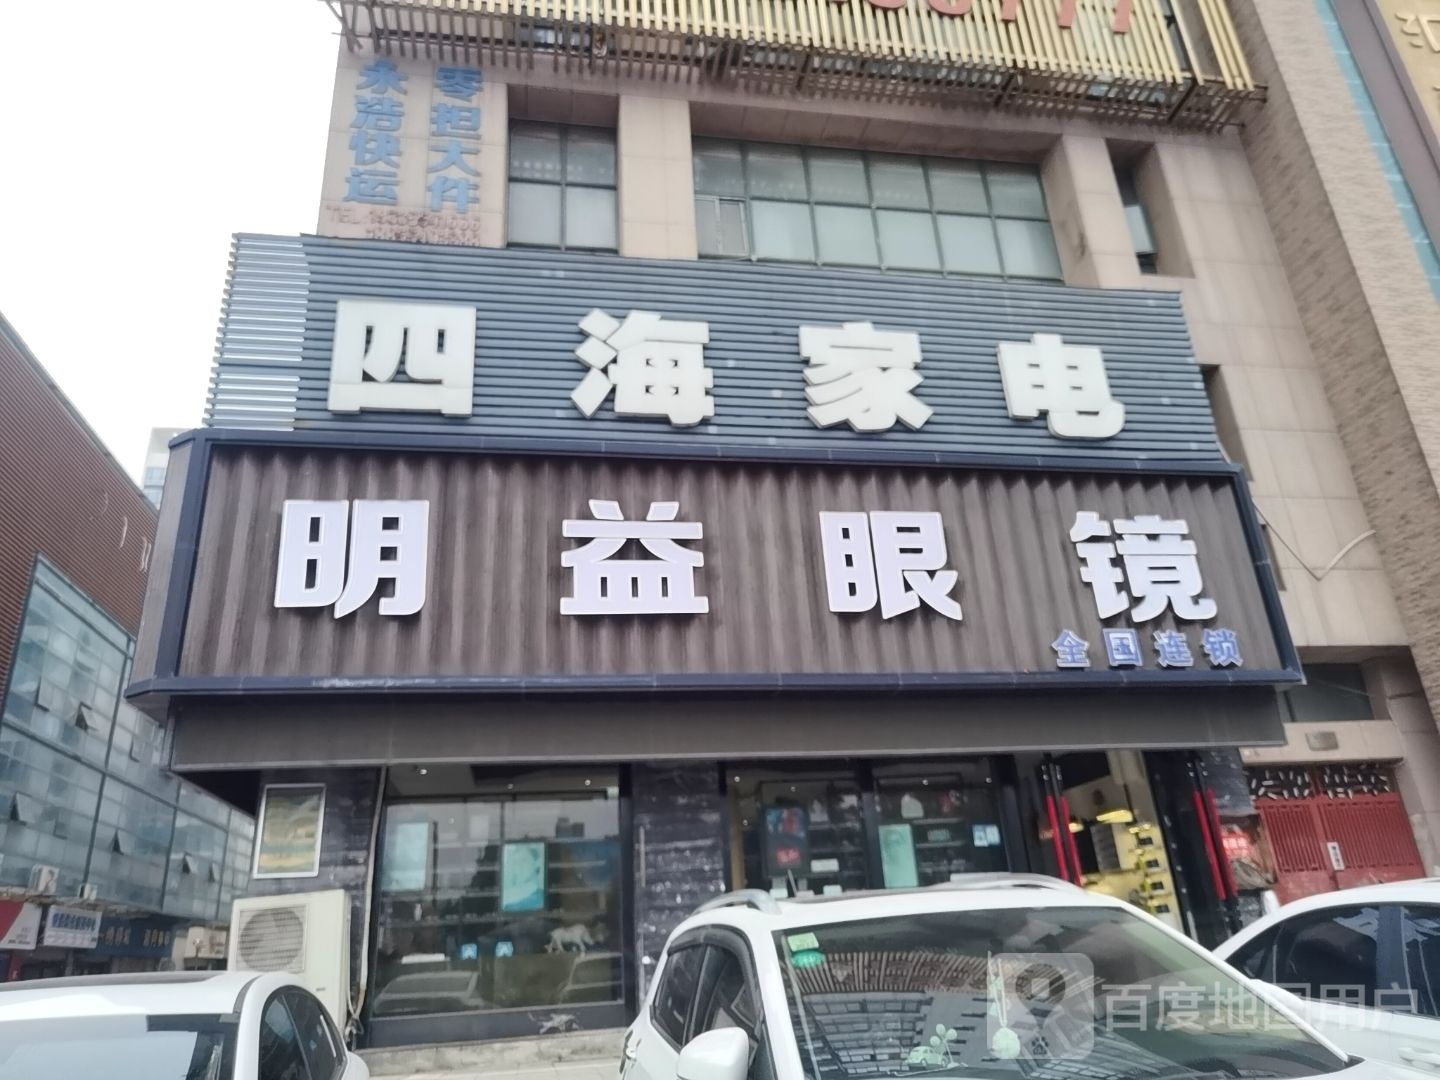 零担大件
永浩快运
四海家电
明益眼镜
全国连锁
百度地图用户